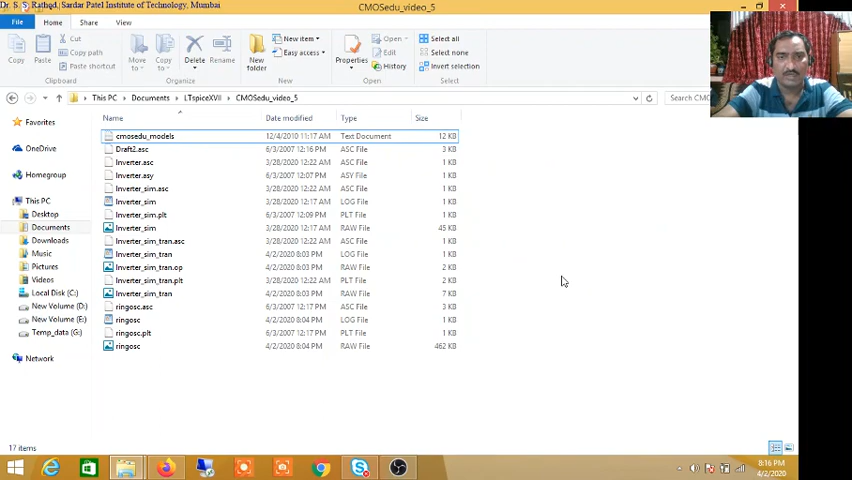 Dr. S. S. Rathod, Sardar Patel Institute of Technology, Mumbai
CMOSedu_video_5
File Home Share View
Copy
Paste
Cut
Copy path
Paste shortcut
Clipboard
Move to
Copy to
Delete
Rename
Organize
New folder
New item
Easy access
New
Properties
Open
Edit
History
Open
Select all
Select none
Invert selection
Select
This PC Documents LTspiceXVII CMOSedu_video_5
Search CMO
Name Date modified Type Size
Favorites
OneDrive
Homegroup
This PC
Desktop
Documents
Downloads
Music
Pictures
Videos
Local Disk (C:)
New Volume (D:)
New Volume (E:)
Temp_data (G:)
Network
cmosedu_models 12/4/2010 11:17 AM Text Document 12 KB
Draft2.asc 6/3/2007 12:16 PM ASC File 3 KB
Inverter.asc 3/28/2020 12:22 AM ASC File 1 KB
Inverter.asy 6/3/2007 12:07 PM ASY File 1 KB
Inverter_sim.asc 3/28/2020 12:22 AM ASC File 1 KB
Inverter_sim 3/28/2020 12:17 AM LOG File 1 KB
Inverter_sim.plt 6/3/2007 12:09 PM PLT File 1 KB
Inverter_sim 3/28/2020 12:17 AM RAW File 45 KB
Inverter_sim_tran.asc 3/28/2020 12:22 AM ASC File 1 KB
Inverter_sim_tran 4/2/2020 8:03 PM LOG File 1 KB
Inverter_sim_tran.op 4/2/2020 8:03 PM RAW File 2 KB
Inverter_sim_tran.plt 3/28/2020 12:22 AM PLT File 1 KB
Inverter_sim_tran 4/2/2020 8:03 PM RAW File 7 KB
ringosc.asc 6/3/2007 12:17 PM ASC File 3 KB
ringosc 4/2/2020 8:04 PM LOG File 1 KB
ringosc.plt 6/3/2007 12:17 PM PLT File 1 KB
ringosc 4/2/2020 8:04 PM RAW File 462 KB
17 items
8:16 PM
4/2/2020